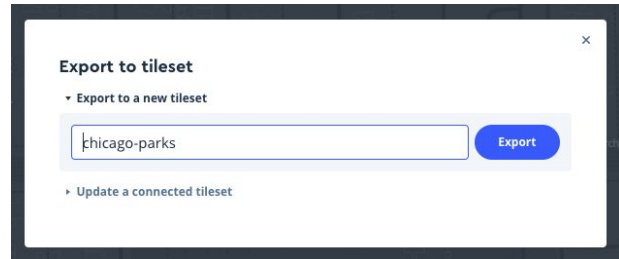 Export to tileset
Export to a new tileset
chicago-parks
Export
Update a connected tileset